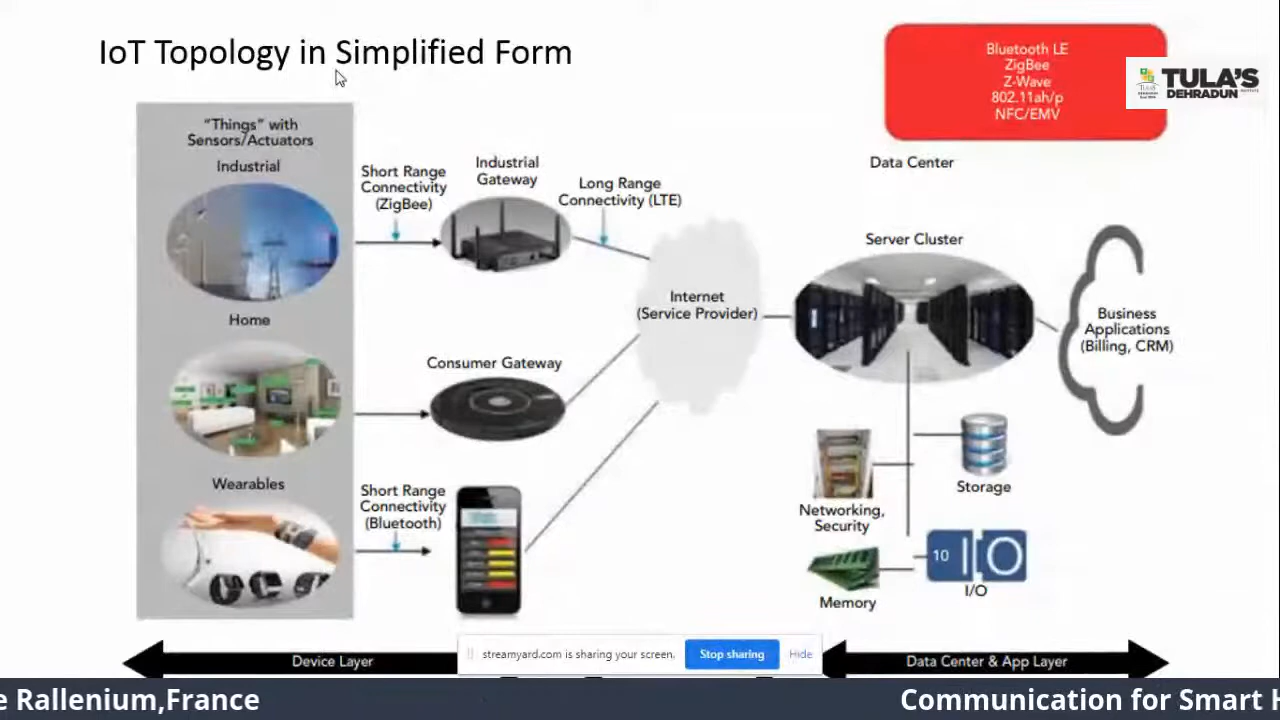 IoT Topology in Simplified Form
Bluetooth LE
ZigBee
Z-Wave
802.11ah/p
NFC/EMV
TULA'S
DEHRADUN
"Things" with
Sensors/Actuators
Industrial
Short Range
Connectivity
(ZigBee)
Industrial
Gateway
Long Range
Connectivity (LTE)
Data Center
Server Cluster
Internet
(Service Provider)
Business
Applications
(Billing, CRM)
Home
Consumer Gateway
Wearables
Short Range
Connectivity
(Bluetooth)
Networking,
Security
Storage
Memory
10
I/O
I/O
Device Layer
streamyard.com is sharing your screen.
Stop sharing
Hide
Data Center & App Layer
e Rallenium,France
Communication for Smart H